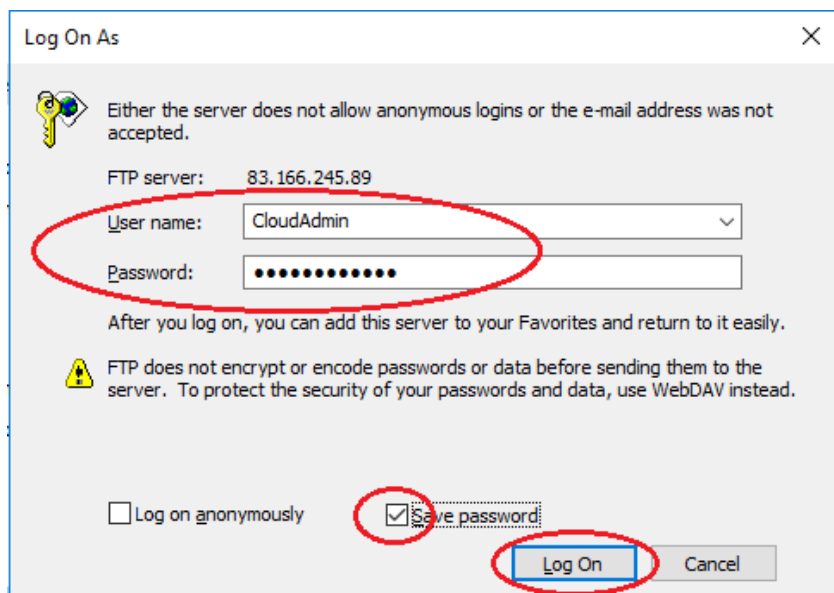 Log On As
Either the server does not allow anonymous logins or the e-mail address was not
accepted.
FTP server: 83.166.245.89
User name: CloudAdmin
Password: ●●●●●●●●●●●●
After you log on, you can add this server to your Favorites and return to it easily.
FTP does not encrypt or encode passwords or data before sending them to the
server. To protect the security of your passwords and data, use WebDAV instead.
Log on anonymously Save password
Log On Cancel